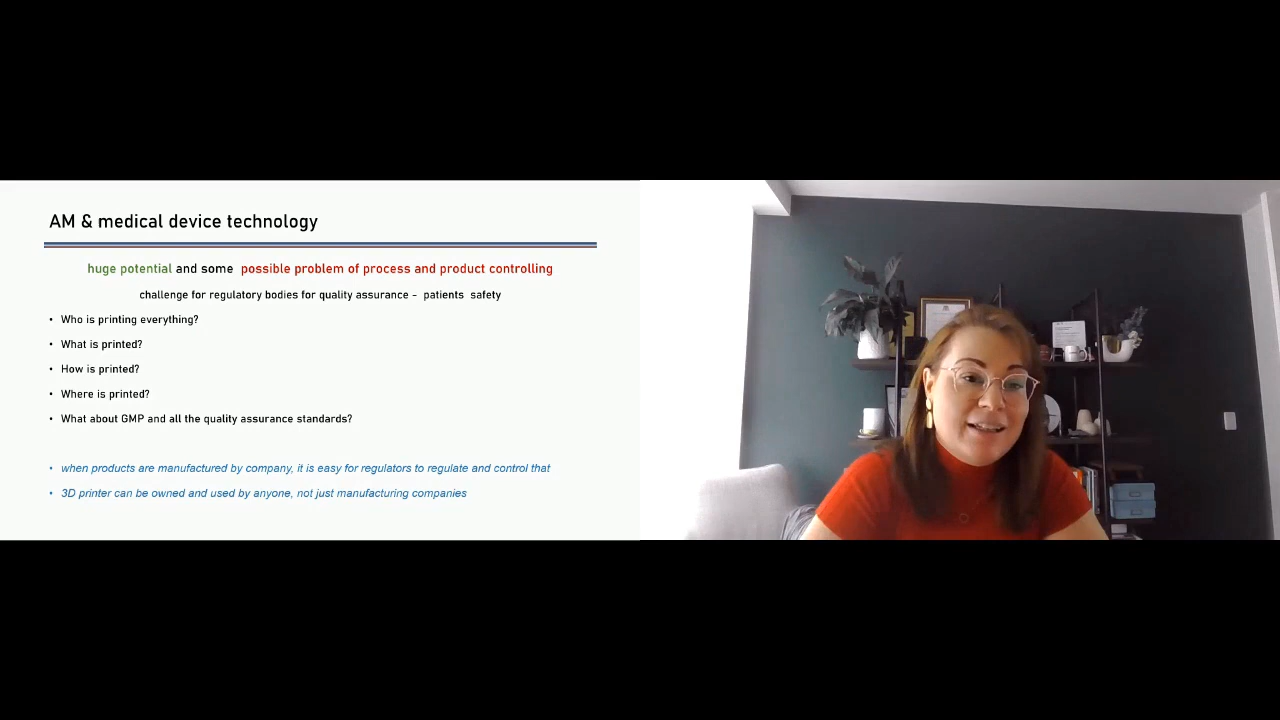 AM & medical device technology
huge potential and some possible problem of process and product controlling
challenge for regulatory bodies for quality assurance - patients safety
• Who is printing everything?
• What is printed?
• How is printed?
• Where is printed?
• What about GMP and all the quality assurance standards?
• when products are manufactured by company, it is easy for regulators to regulate and control that
• 3D printer can be owned and used by anyone, not just manufacturing companies